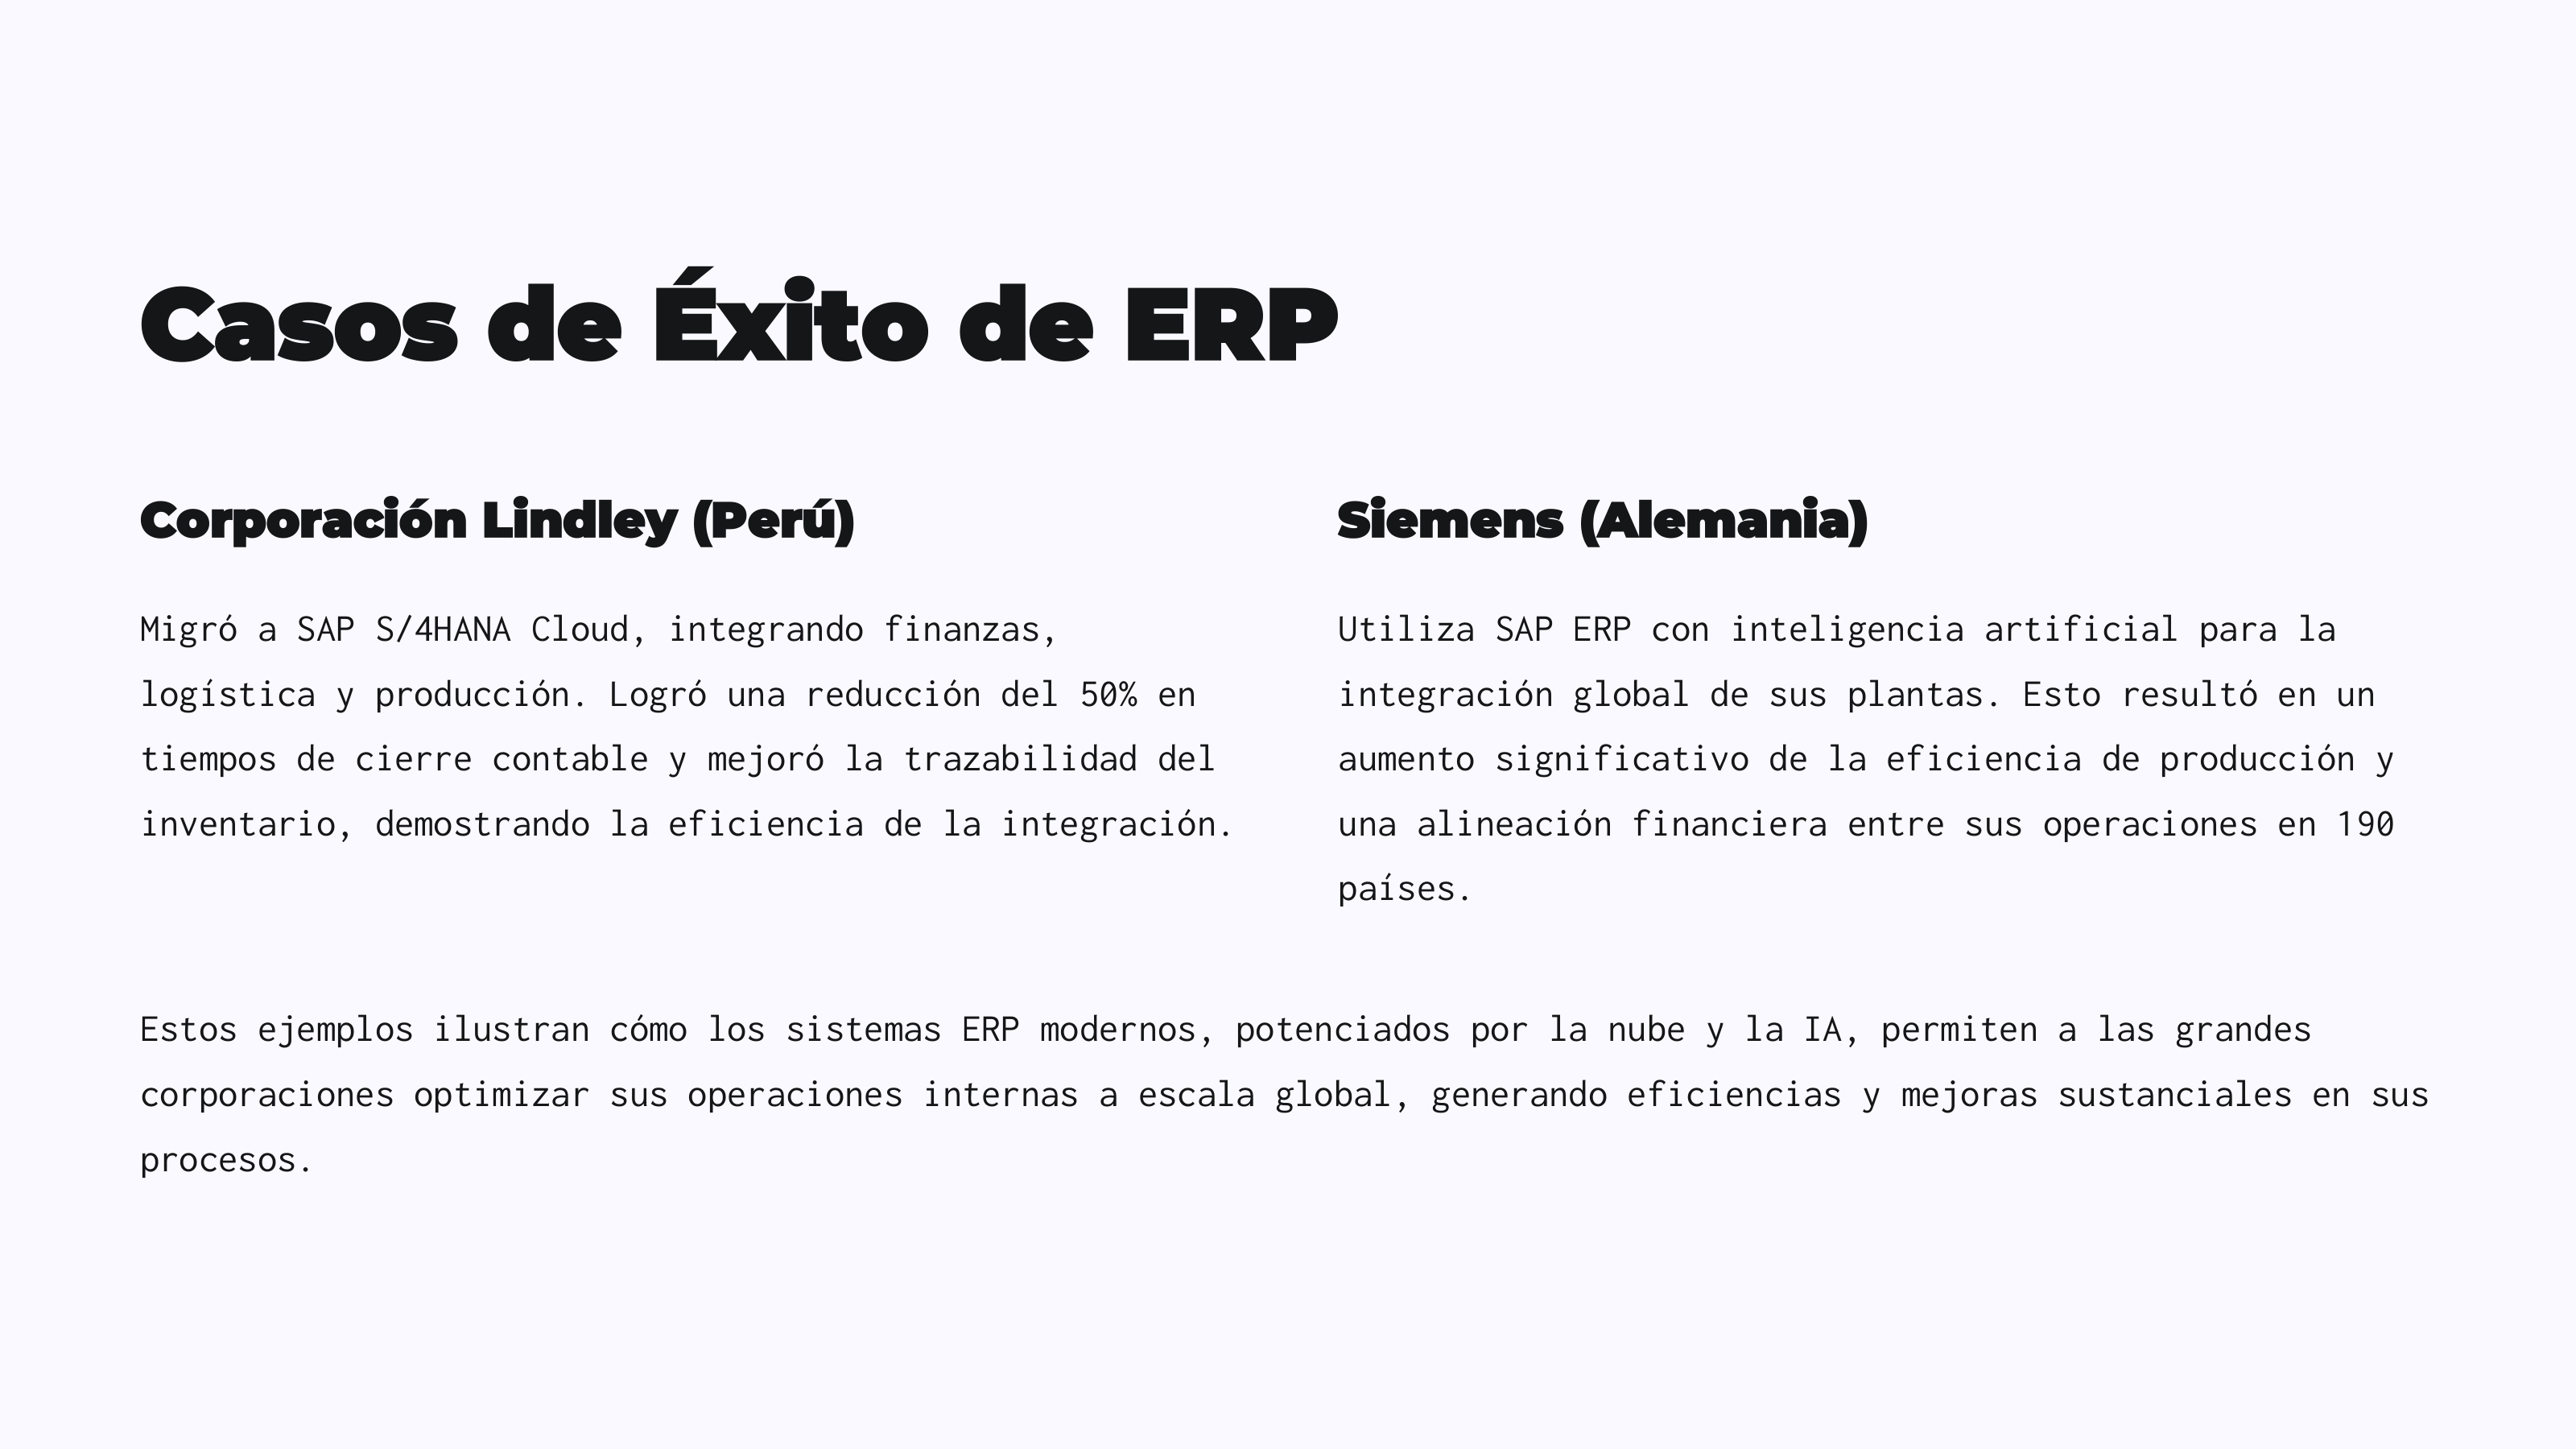 Casos de Éxito de ERP
Corporación Lindley (Perú)
Migró a SAP S/4HANA Cloud, integrando finanzas,
logística y producción. Logró una reducción del 50% en
tiempos de cierre contable y mejoró la trazabilidad del
inventario, demostrando la eficiencia de la integración.
Siemens (Alemania)
Utiliza SAP ERP con inteligencia artificial para la
integración global de sus plantas. Esto resultó en un
aumento significativo de la eficiencia de producción y
una alineación financiera entre sus operaciones en 190
países.
Estos ejemplos ilustran cómo los sistemas ERP modernos, potenciados por la nube y la IA, permiten a las grandes
corporaciones optimizar sus operaciones internas a escala global, generando eficiencias y mejoras sustanciales en sus
procesos.